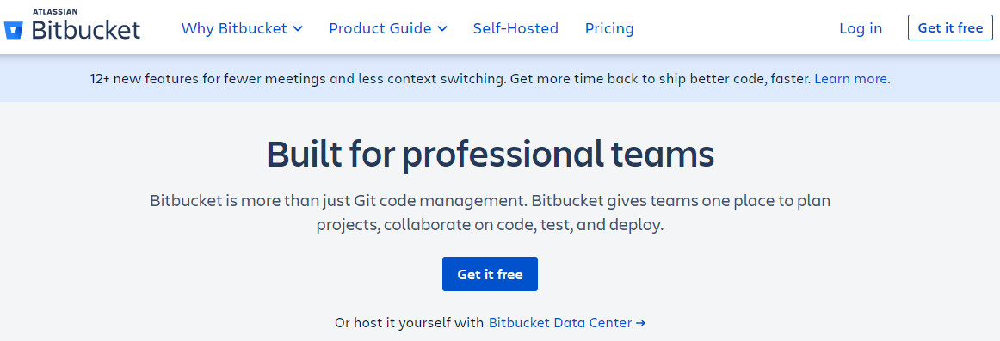 ATLASSIAN
Bitbucket
Why Bitbucket
Product Guide
Self-Hosted
Pricing
Log in
Get it free
12+ new features for fewer meetings and less context switching. Get more time back to ship better code, faster. Learn more.
Built for professional teams
Bitbucket is more than just Git code management. Bitbucket gives teams one place to plan
projects, collaborate on code, test, and deploy.
Get it free
Or host it yourself with Bitbucket Data Center →